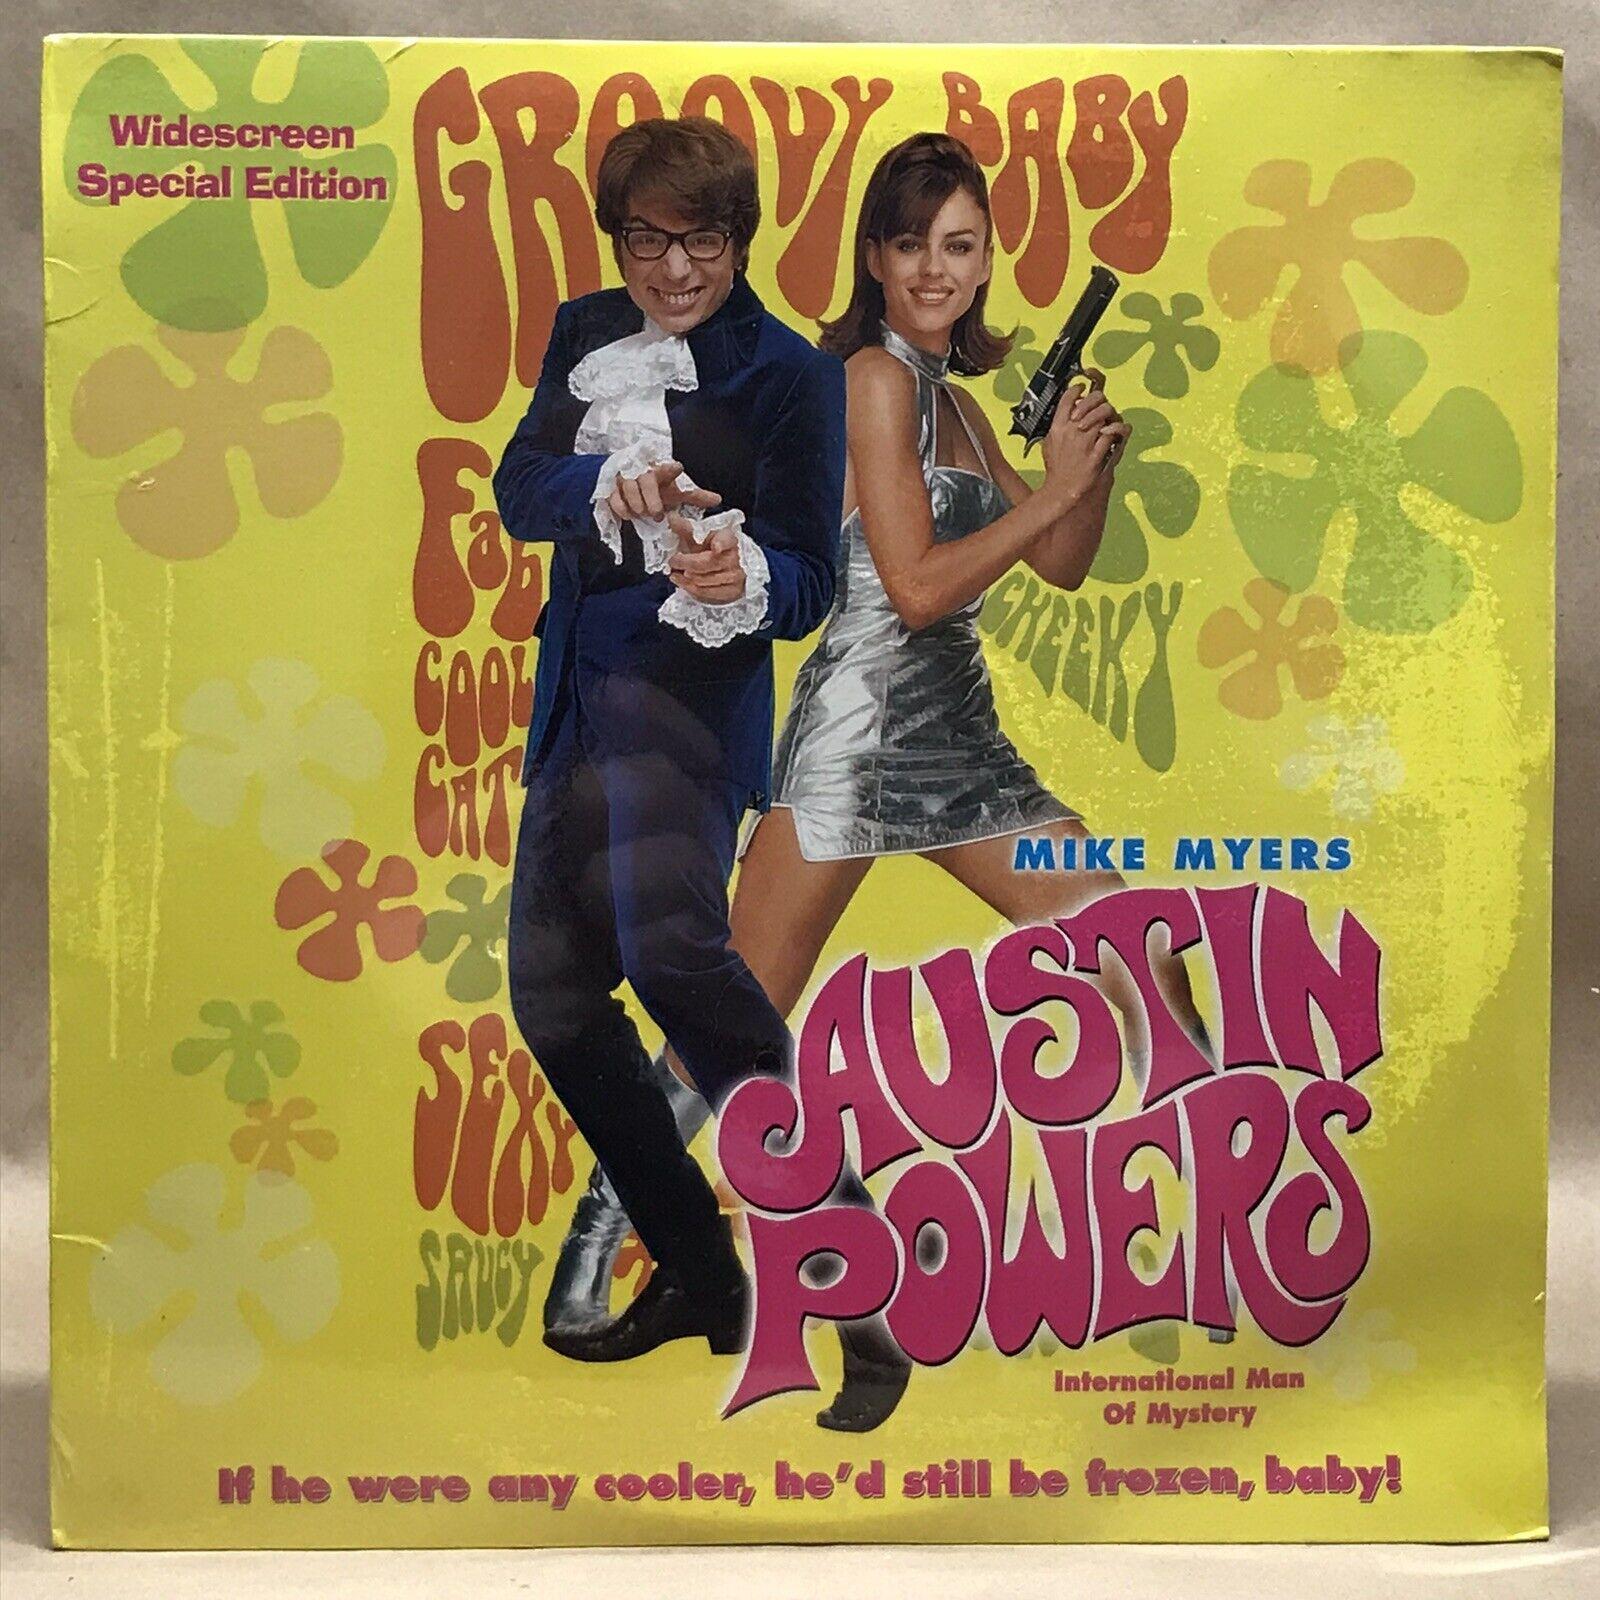 Widescreen
Special Edition
GROOVY BABY
Fab
COOL
CAT
CHEEKY
SEXY
SAUCY
MIKE MYERS
AUSTIN
POWERS
International Man
Of Mystery
If he were any cooler, he'd still be frozen, baby!